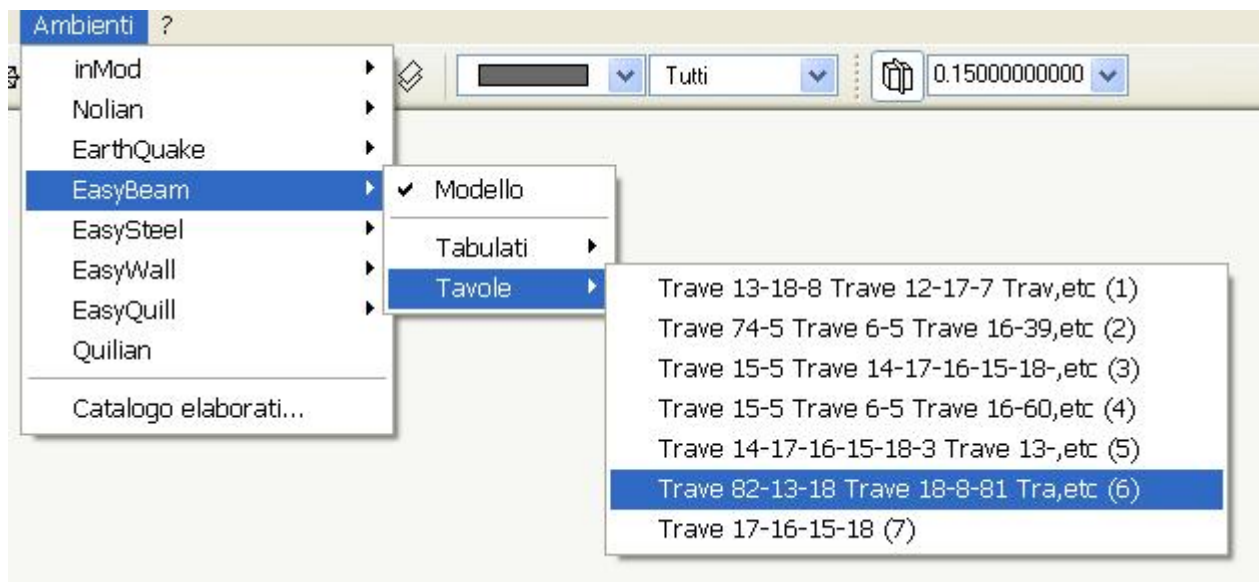 Ambienti ?
Tutti 0.15000000000
inMod
Nolian
EarthQuake
EasyBeam
EasySteel
EasyWall
EasyQuill
Quilian
Catalogo elaborati...
Modello
Tabulati
Tavole
Trave 13-18-8 Trave 12-17-7 Trav,etc (1)
Trave 74-5 Trave 6-5 Trave 16-39,etc (2)
Trave 15-5 Trave 14-17-16-15-18-,etc (3)
Trave 15-5 Trave 6-5 Trave 16-60,etc (4)
Trave 14-17-16-15-18-3 Trave 13-,etc (5)
Trave 82-13-18 Trave 18-8-81 Tra,etc (6)
Trave 17-16-15-18 (7)